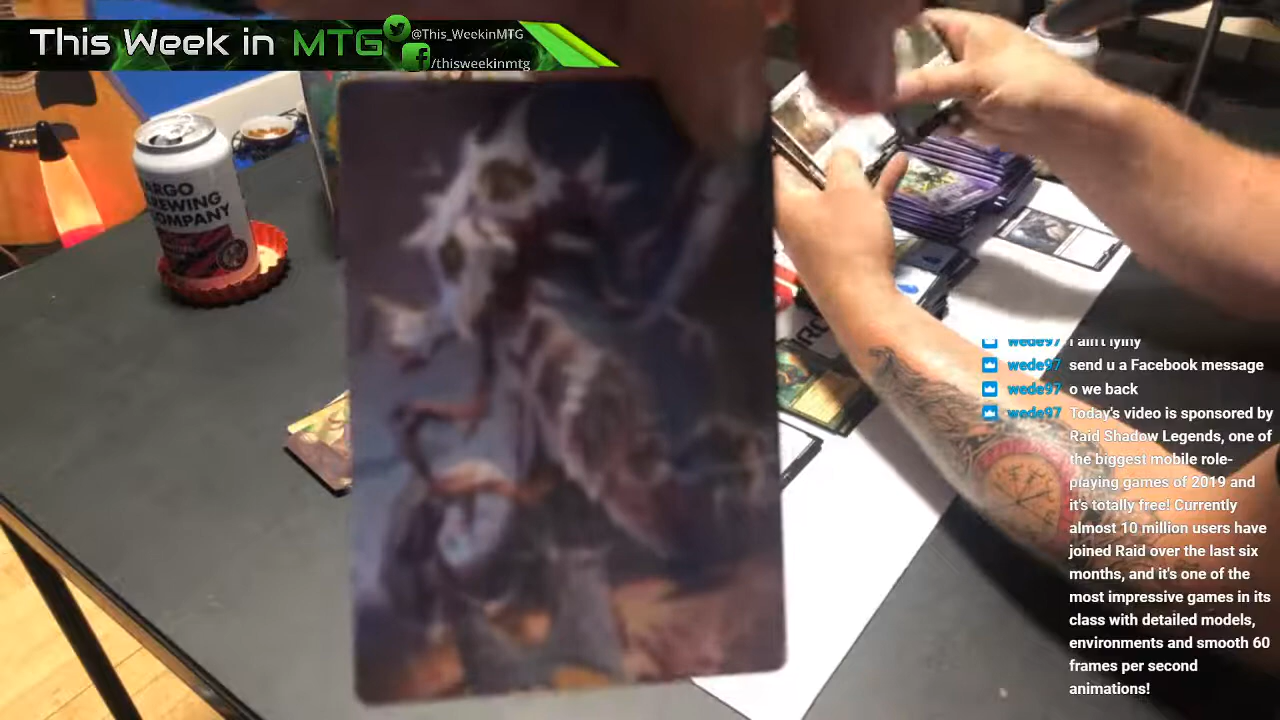 This Week in MTG
@This_WeekinMTG
/thisweekinmtg
ARGO
BREWING
COMPANY
wede97 I ain't lying
wede97 send u a Facebook message
wede97 o we back
wede97 Today's video is sponsored by
Raid Shadow Legends, one of
the biggest mobile role-
playing games of 2019 and
it's totally free! Currently
almost 10 million users have
joined Raid over the last six
months, and it's one of the
most impressive games in its
class with detailed models,
environments and smooth 60
frames per second
animations!